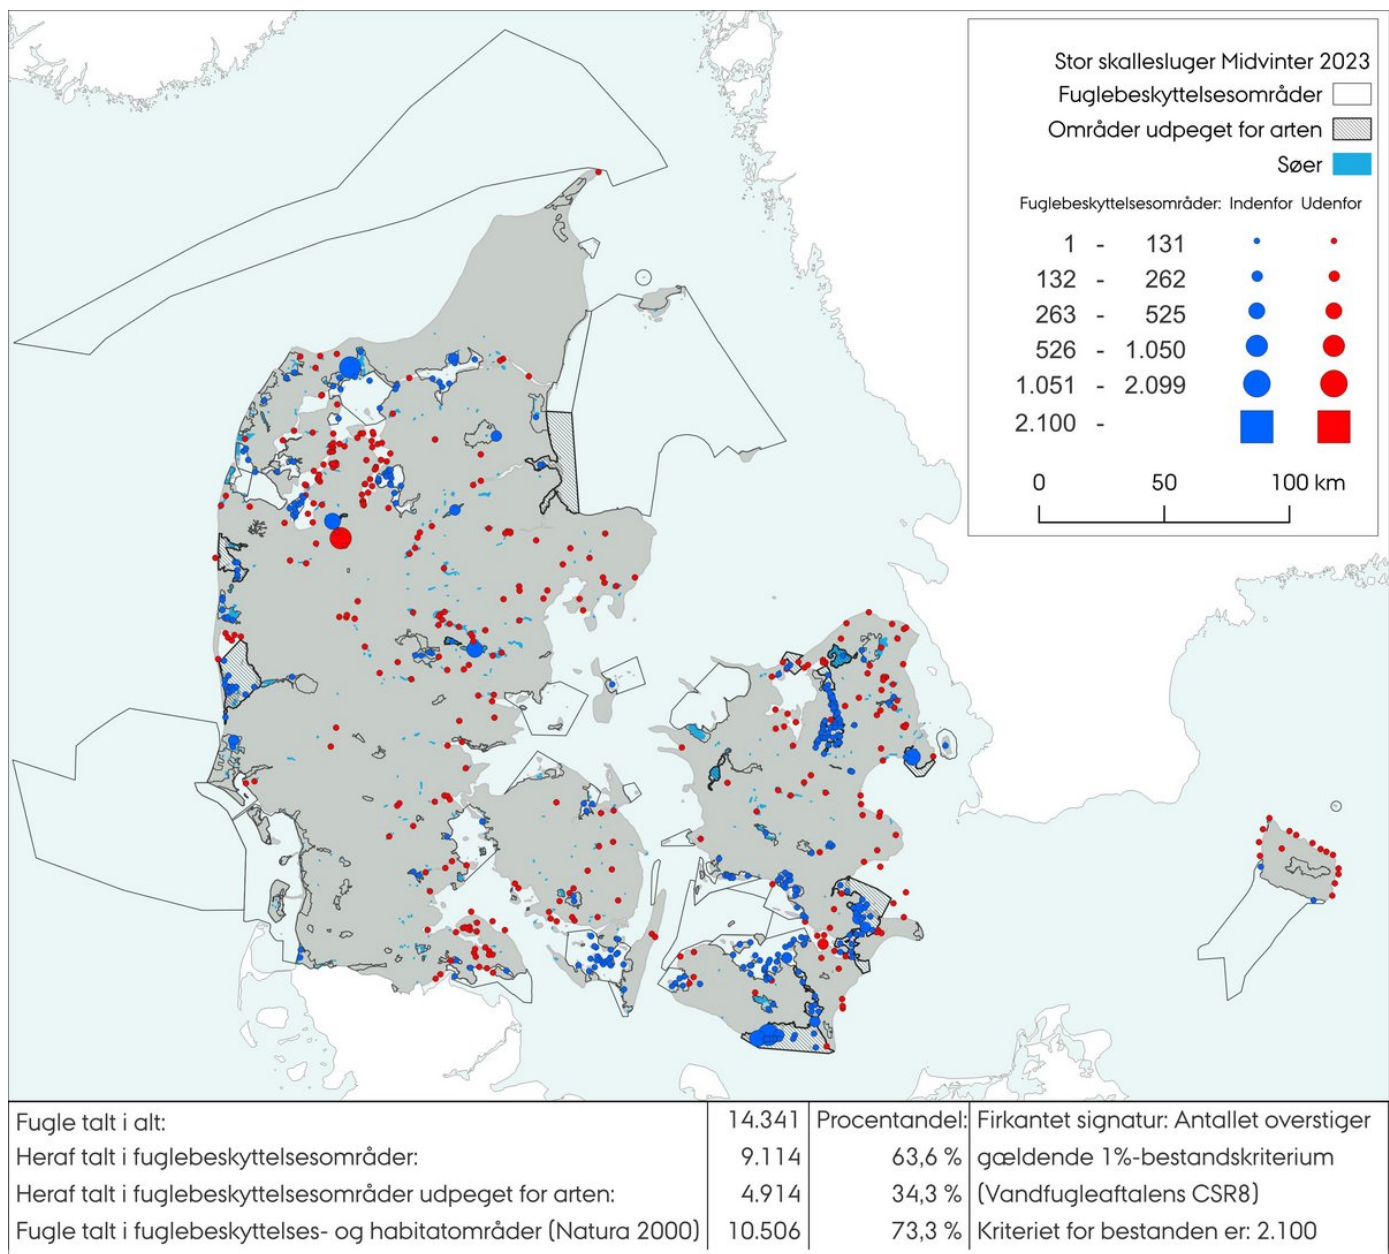 Stor skallesluger Midvinter 2023
Fuglebeskyttelsesområder
Områder udpeget for arten
Søer
Fuglebeskyttelsesområder: Indenfor Udenfor
1 - 131
132 - 262
263 - 525
526 - 1.050
1.051 - 2.099
2.100 -
0 50 100 km
Fugle talt i alt: 14.341 Procentandel: Firkantet signatur: Antallet overstiger
Heraf talt i fuglebeskyttelsesområder: 9.114 63,6 % gældende 1%-bestandskriterium
Heraf talt i fuglebeskyttelsesområder udpeget for arten: 4.914 34,3 % (Vandfugleaftalens CSR8)
Fugle talt i fuglebeskyttelses- og habitatområder (Natura 2000) 10.506 73,3 % Kriteriet for bestanden er: 2.100